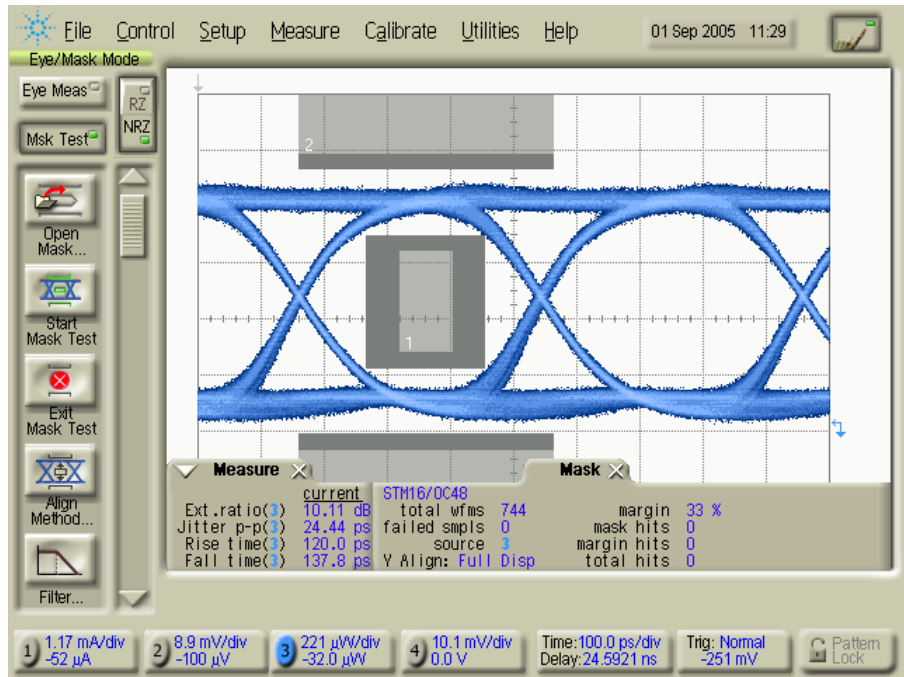 File Control Setup Measure Calibrate Utilities Help 01 Sep 2005 11:29
Eye/Mask Mode
Eye Meas
RZ
NRZ
Msk Test
Open
Mask...
Start
Mask Test
Exit
Mask Test
Align
Method...
Filter...
2
1
Measure
current
Ext.ratio(3) 10.11 dB
Jitter p-p(3) 24.44 ps
Rise time(3) 120.0 ps
Fall time(3) 137.8 ps
Mask
STM16/OC48
total wfms 744 margin 33 %
failed smpls 0 mask hits 0
source 3 margin hits 0
Y Align: Full Disp total hits 0
1 1.17 mA/div
-52 µA
2 8.9 mV/div
-100 µV
3 221 µW/div
-32.0 µW
4 10.1 mV/div
0.0 V
Time:100.0 ps/div
Delay:24.5921 ns
Trig: Normal
-251 mV
Pattern
Lock